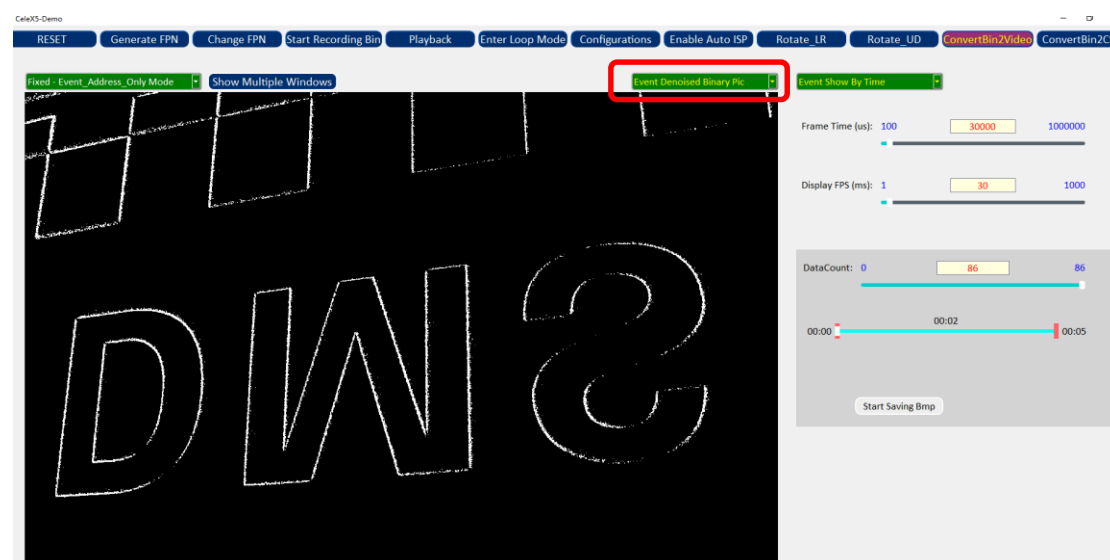 CeleX5-Demo
RESET Generate FPN Change FPN Start Recording Bin Playback Enter Loop Mode Configurations Enable Auto ISP Rotate_LR Rotate_UD ConvertBin2Video ConvertBin2C
Fixed - Event_Address_Only Mode Show Multiple Windows Event Denoised Binary Pic Event Show By Time
Frame Time (us): 100 30000 1000000
Display FPS (ms): 1 30 1000
DataCount: 0 86 86
00:02
00:00 00:05
Start Saving Bmp
DMS